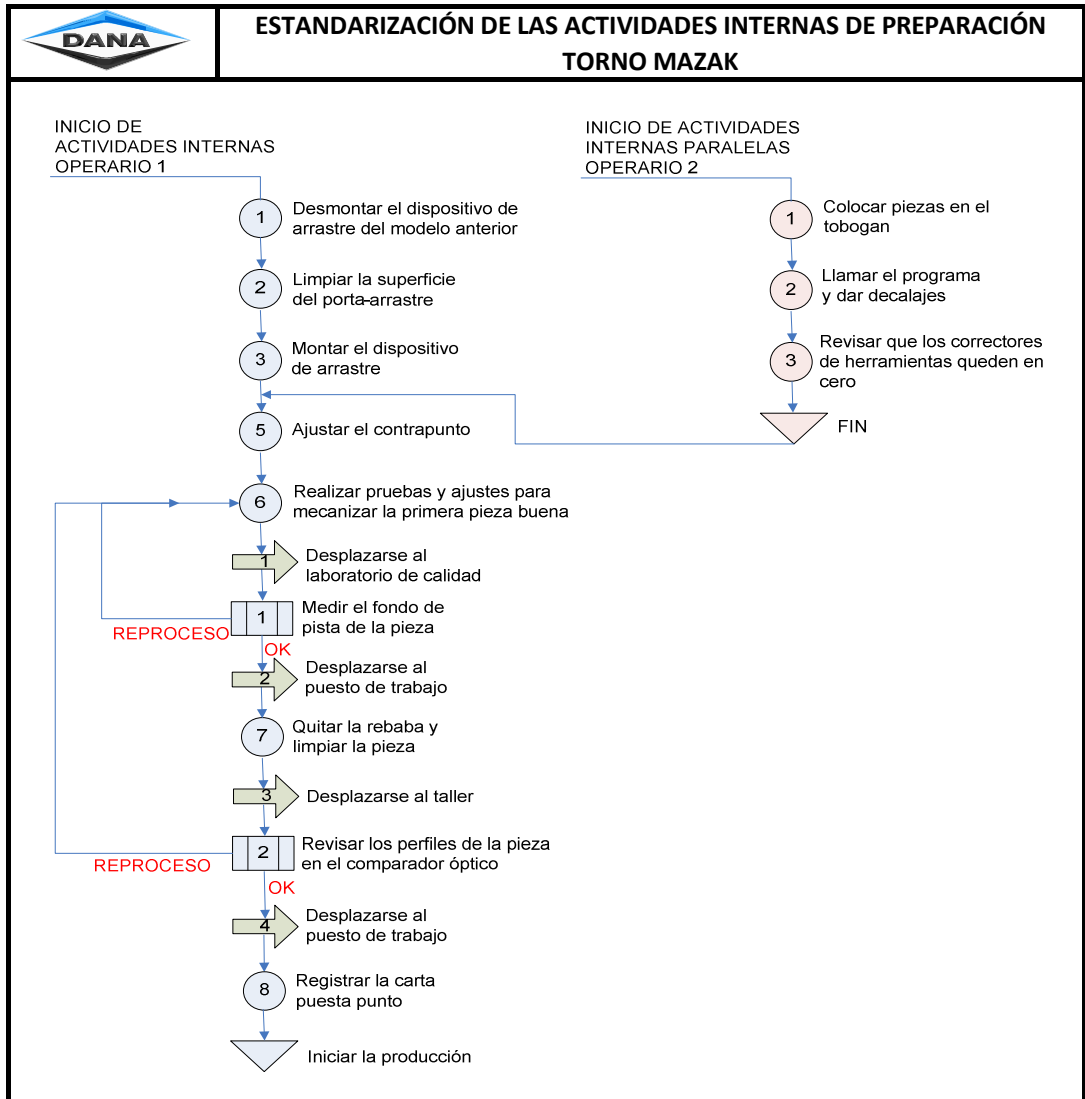 DANA
ESTANDARIZACIÓN DE LAS ACTIVIDADES INTERNAS DE PREPARACIÓN
TORNO MAZAK
INICIO DE
ACTIVIDADES INTERNAS
OPERARIO 1
1
Desmontar el dispositivo de
arrastre del modelo anterior
2
Limpiar la superficie
del porta-arrastre
3
Montar el dispositivo
de arrastre
INICIO DE ACTIVIDADES
INTERNAS PARALELAS
OPERARIO 2
1
Colocar piezas en el
tobogan
2
Llamar el programa
y dar decalajes
3
Revisar que los correctores
de herramientas queden en
cero
FIN
5
Ajustar el contrapunto
6
Realizar pruebas y ajustes para
mecanizar la primera pieza buena
1
Desplazarse al
laboratorio de calidad
1
Medir el fondo de
pista de la pieza
REPROCESO
OK
2
Desplazarse al
puesto de trabajo
7
Quitar la rebaba y
limpiar la pieza
3
Desplazarse al taller
2
Revisar los perfiles de la pieza
en el comparador óptico
REPROCESO
OK
4
Desplazarse al
puesto de trabajo
8
Registrar la carta
puesta punto
Iniciar la producción